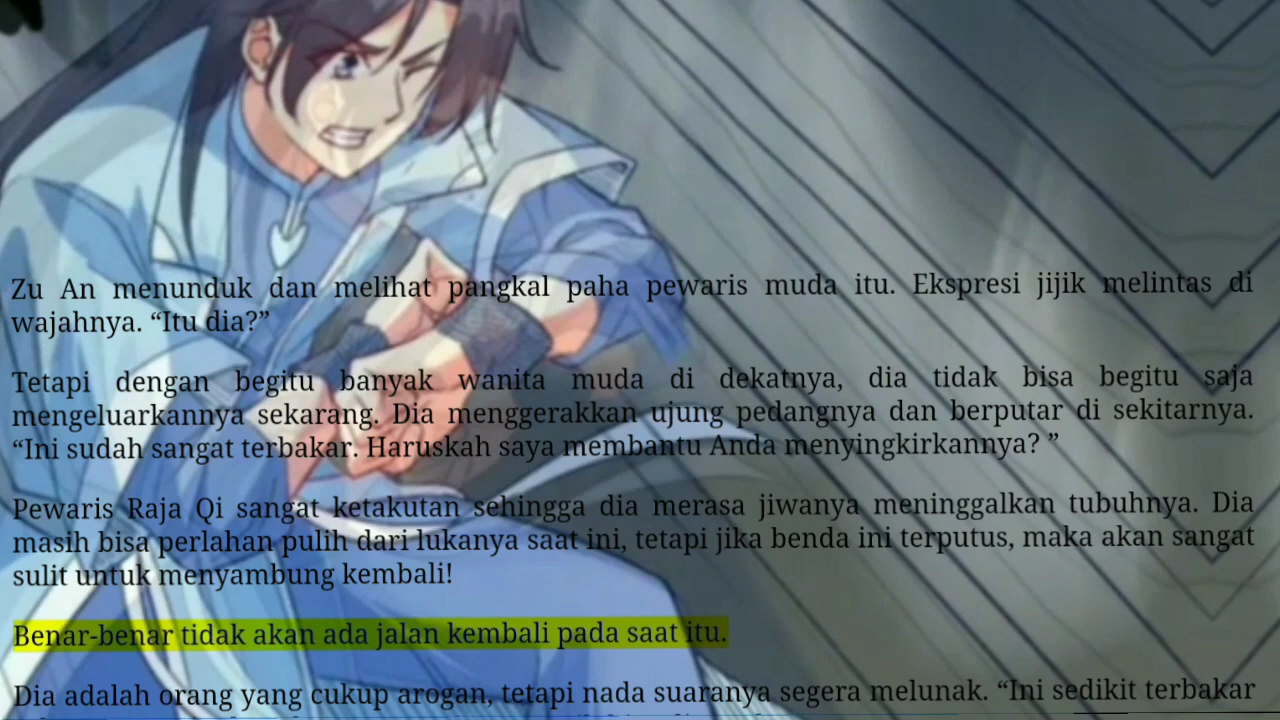 Zu An menunduk dan melihat pangkal paha pewaris muda itu. Ekspresi jijik melintas di
wajahnya. “Itu dia?”
Tetapi dengan begitu banyak wanita muda di dekatnya, dia tidak bisa begitu saja
mengeluarkannya sekarang. Dia menggerakkan ujung pedangnya dan berputar di sekitarnya.
“Ini sudah sangat terbakar. Haruskah saya membantu Anda menyingkirkannya? ”
Pewaris Raja Qi sangat ketakutan sehingga dia merasa jiwanya meninggalkan tubuhnya. Dia
masih bisa perlahan pulih dari lukanya saat ini, tetapi jika benda ini terputus, maka akan sangat
sulit untuk menyambung kembali!
Benar-benar tidak akan ada jalan kembali pada saat itu.
Dia adalah orang yang cukup arogan, tetapi nada suaranya segera melunak. “Ini sedikit terbakar